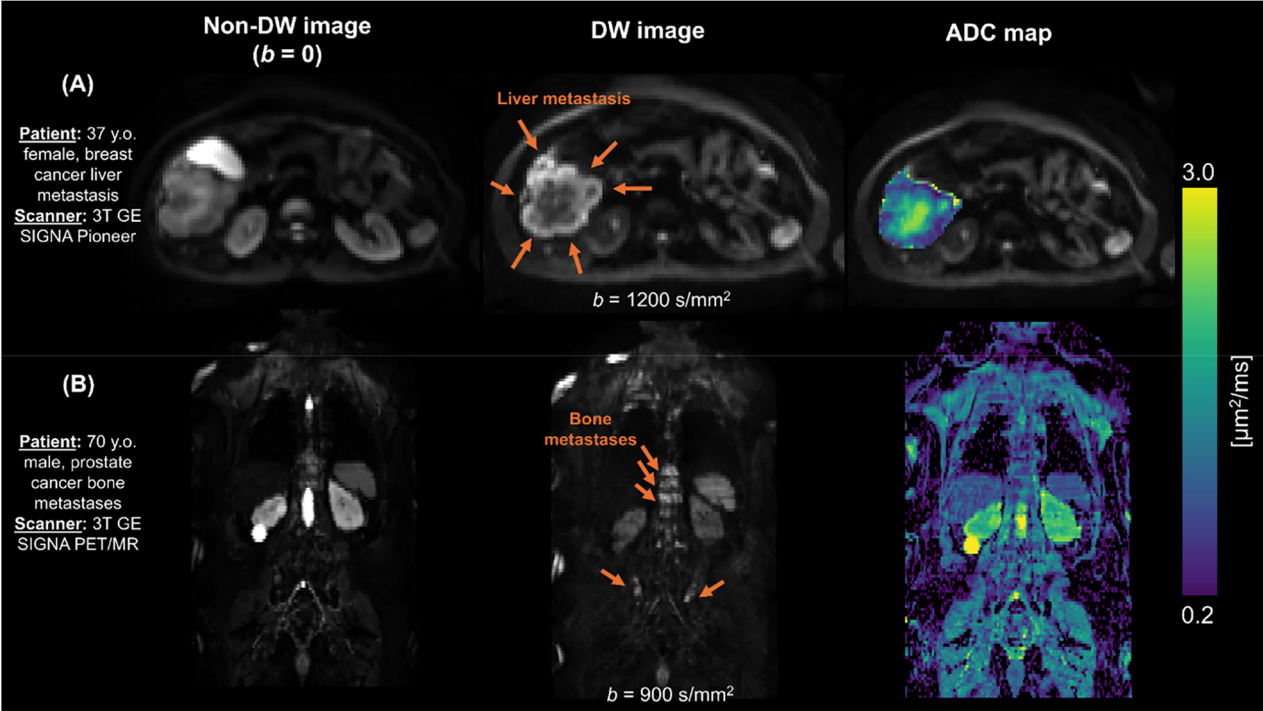 Non-DW image
(b = 0)
DW image
ADC map
(A)
Patient: 37 y.o.
female, breast
cancer liver
metastasis
Scanner: 3T GE
SIGNA Pioneer
Liver metastasis
b = 1200 s/mm²
3.0
[μm²/ms]
0.2
(B)
Patient: 70 y.o.
male, prostate
cancer bone
metastases
Scanner: 3T GE
SIGNA PET/MR
Bone
metastases
b = 900 s/mm²